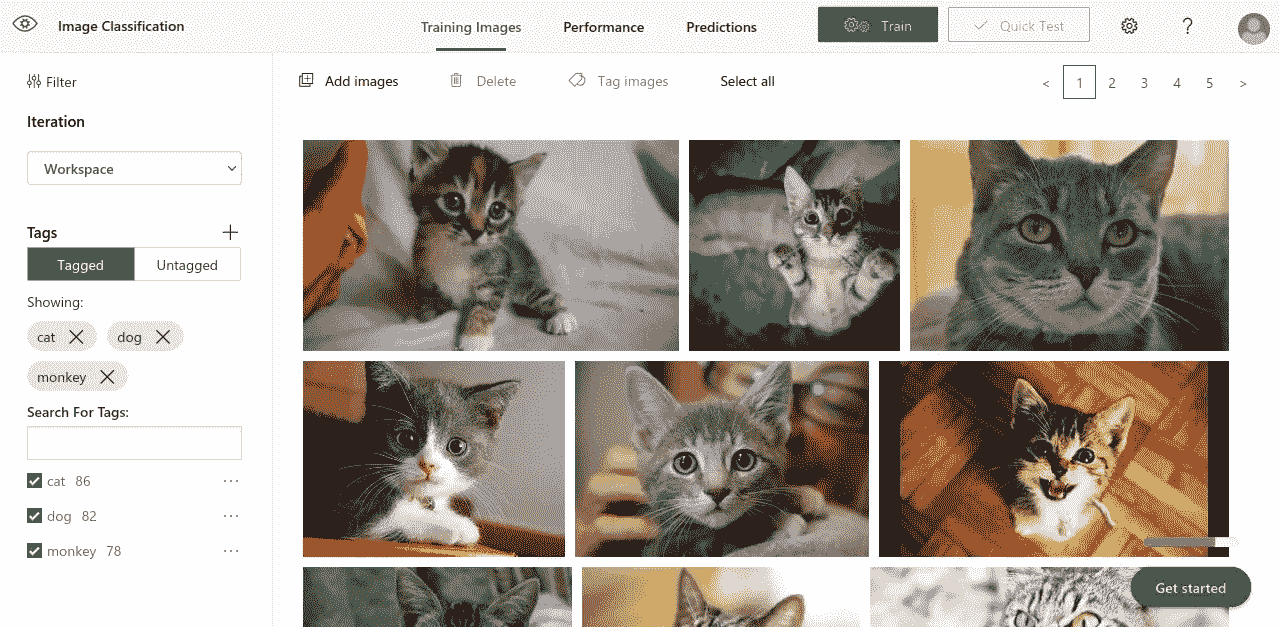 Image Classification
Training Images
Performance
Predictions
Train
Quick Test
?
Filter
Add images
Delete
Tag images
Select all
< 1 2 3 4 5 >
Iteration
Workspace
Tags
Tagged
Untagged
Showing:
cat
dog
monkey
Search For Tags:
cat 86 ...
dog 82 ...
monkey 78 ...
Get started